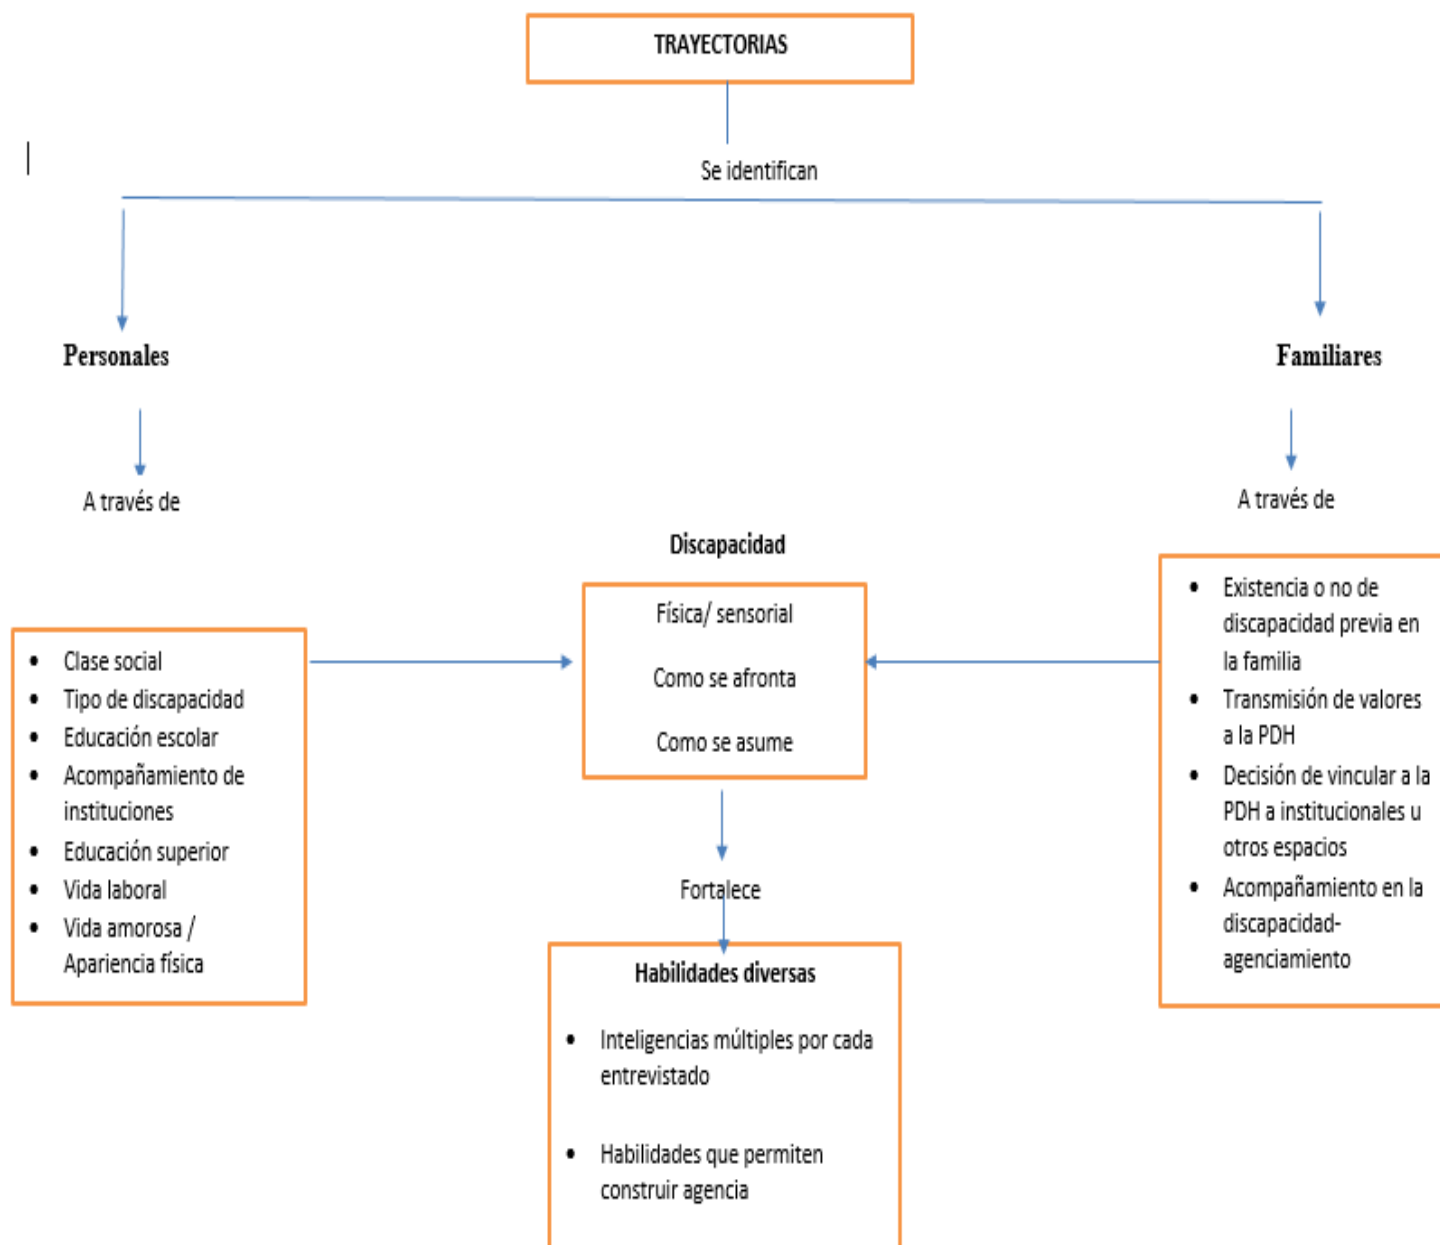 TRAYECTORIAS
Se identifican
Personales
Familiares
A través de
A través de
Discapacidad
Física/ sensorial
Como se afronta
Como se asume
• Clase social
• Tipo de discapacidad
• Educación escolar
• Acompañamiento de
instituciones
• Educación superior
• Vida laboral
• Vida amorosa /
Apariencia física
• Existencia o no de
discapacidad previa en
la familia
• Transmisión de valores
a la PDH
• Decisión de vincular a la
PDH a institucionales u
otros espacios
• Acompañamiento en la
discapacidad-
agenciamiento
Fortalece
Habilidades diversas
• Inteligencias múltiples por cada
entrevistado
• Habilidades que permiten
construir agencia